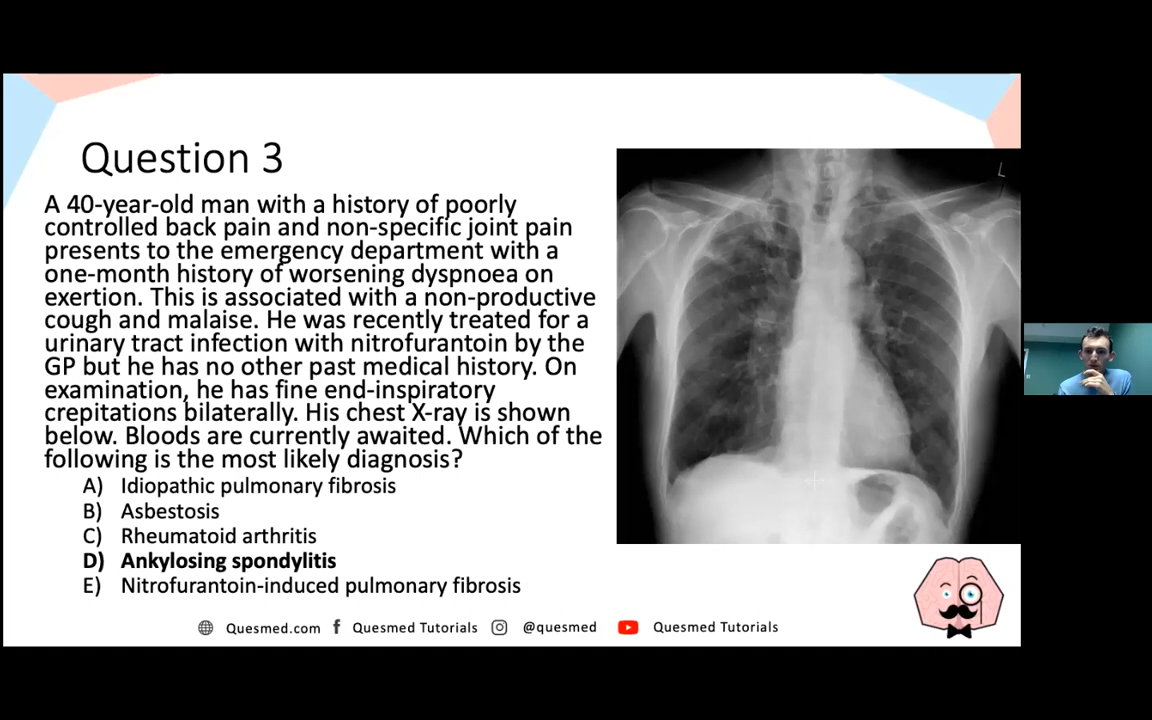 Question 3
A 40-year-old man with a history of poorly
controlled back pain and non-specific joint pain
presents to the emergency department with a
one-month history of worsening dyspnoea on
exertion. This is associated with a non-productive
cough and malaise. He was recently treated for a
urinary tract infection with nitrofurantoin by the
GP but he has no other past medical history. On
examination, he has fine end-inspiratory
crepitations bilaterally. His chest X-ray is shown
below. Bloods are currently awaited. Which of the
following is the most likely diagnosis?
A) Idiopathic pulmonary fibrosis
B) Asbestosis
C) Rheumatoid arthritis
D) Ankylosing spondylitis
E) Nitrofurantoin-induced pulmonary fibrosis
L
Quesmed.com f Quesmed Tutorials @quesmed Quesmed Tutorials